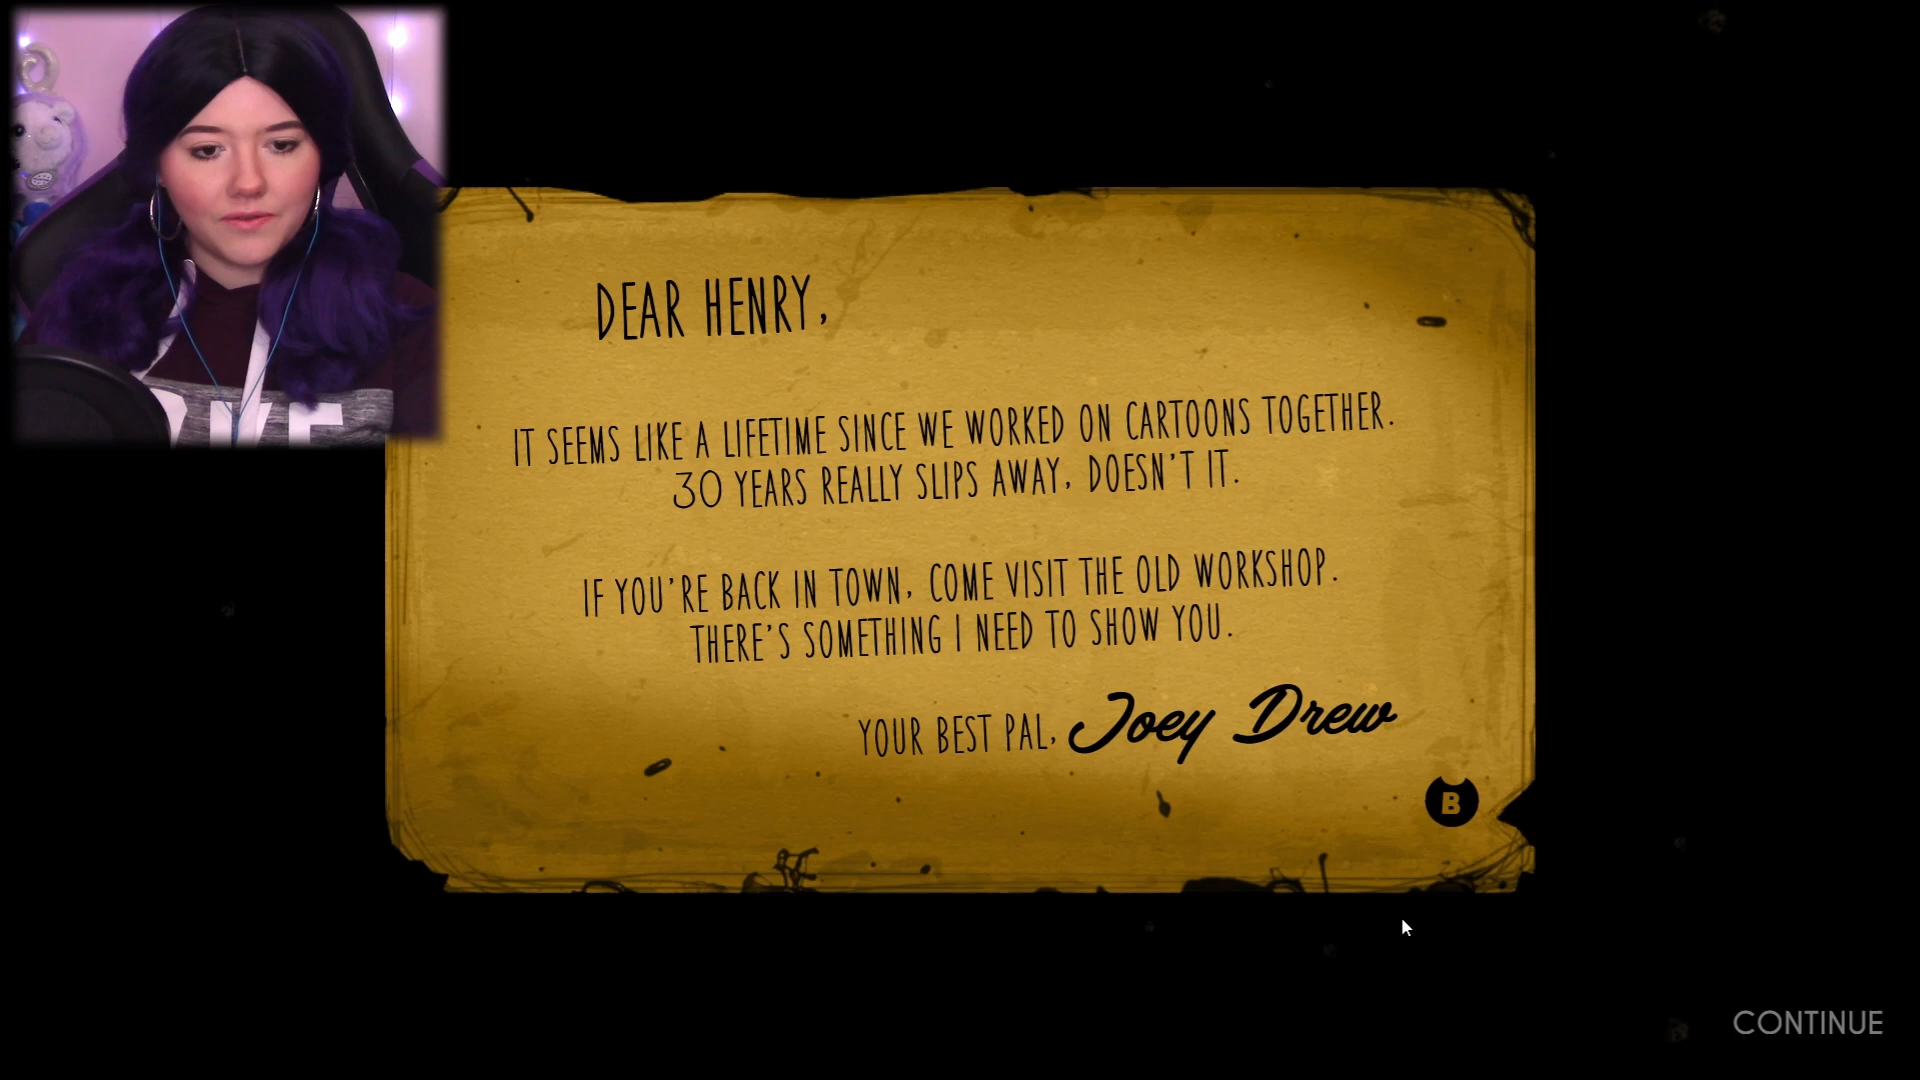 DEAR HENRY,
IT SEEMS LIKE A LIFETIME SINCE WE WORKED ON CARTOONS TOGETHER.
30 YEARS REALLY SLIPS AWAY, DOESN'T IT.
IF YOU'RE BACK IN TOWN, COME VISIT THE OLD WORKSHOP.
THERE'S SOMETHING I NEED TO SHOW YOU.
YOUR BEST PAL, Joey Drew
B
CONTINUE